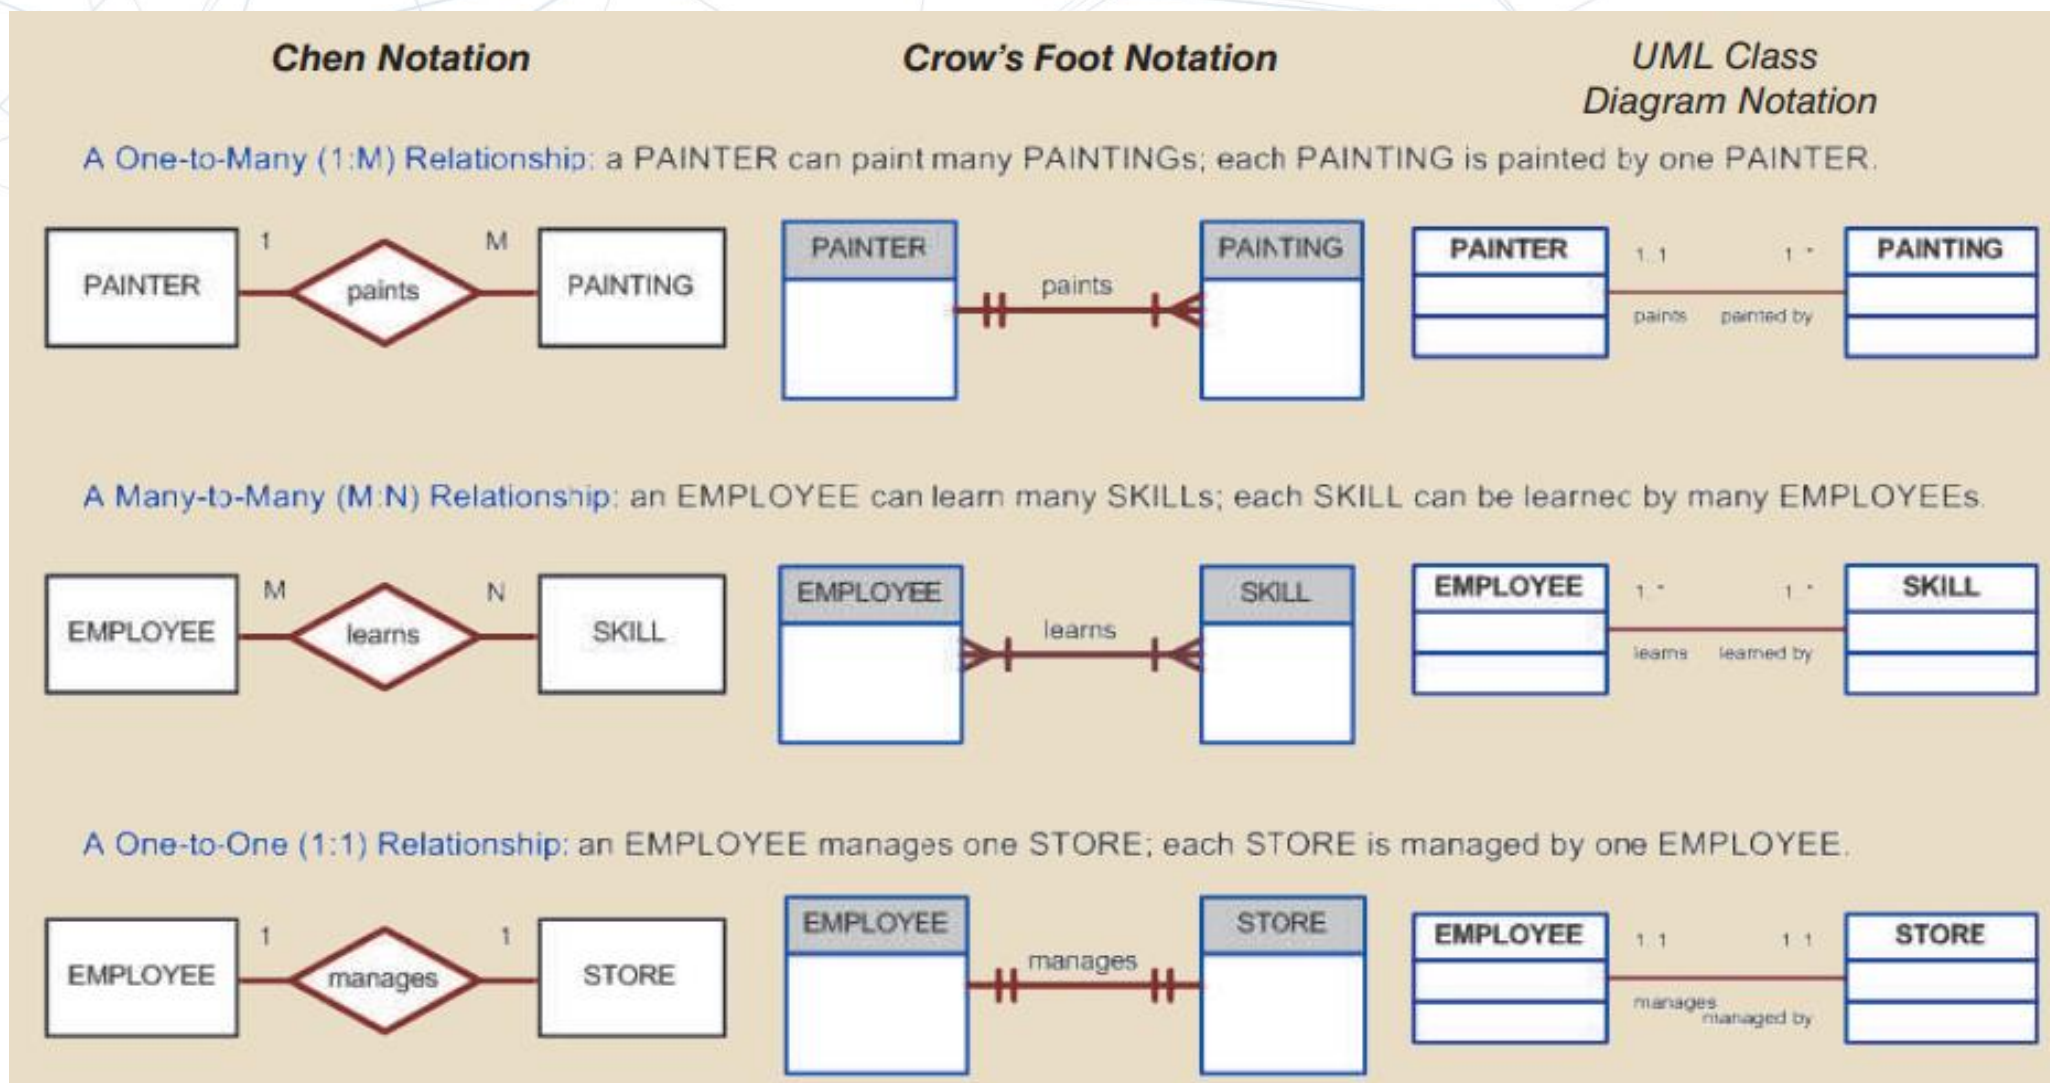 Chen Notation
Crow's Foot Notation
UML Class
Diagram Notation
A One-to-Many (1:M) Relationship: a PAINTER can paint many PAINTINGs; each PAINTING is painted by one PAINTER.
PAINTER
1
paints
M
PAINTING
PAINTER
paints
PAINTING
PAINTER
1..1
1..*
PAINTING
paints
painted by
A Many-to-Many (M:N) Relationship: an EMPLOYEE can learn many SKILLs; each SKILL can be learned by many EMPLOYEEs.
EMPLOYEE
M
learns
N
SKILL
EMPLOYEE
learns
SKILL
EMPLOYEE
1..*
1..*
SKILL
learns
learned by
A One-to-One (1:1) Relationship: an EMPLOYEE manages one STORE; each STORE is managed by one EMPLOYEE.
EMPLOYEE
1
manages
1
STORE
EMPLOYEE
manages
STORE
EMPLOYEE
1..1
1..1
STORE
manages
managed by